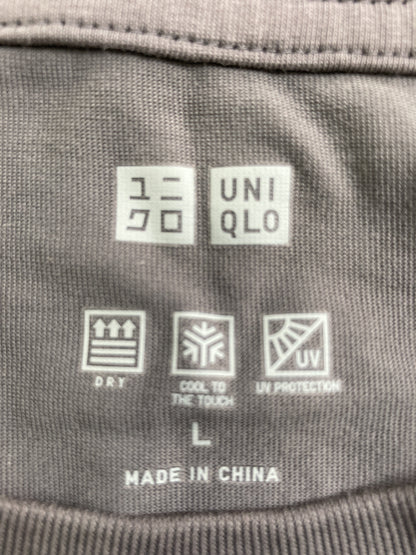 ユニ UNI
クロ QLO
UV
DRY COOL TO UV PROTECTION
THE TOUCH
L
MADE IN CHINA